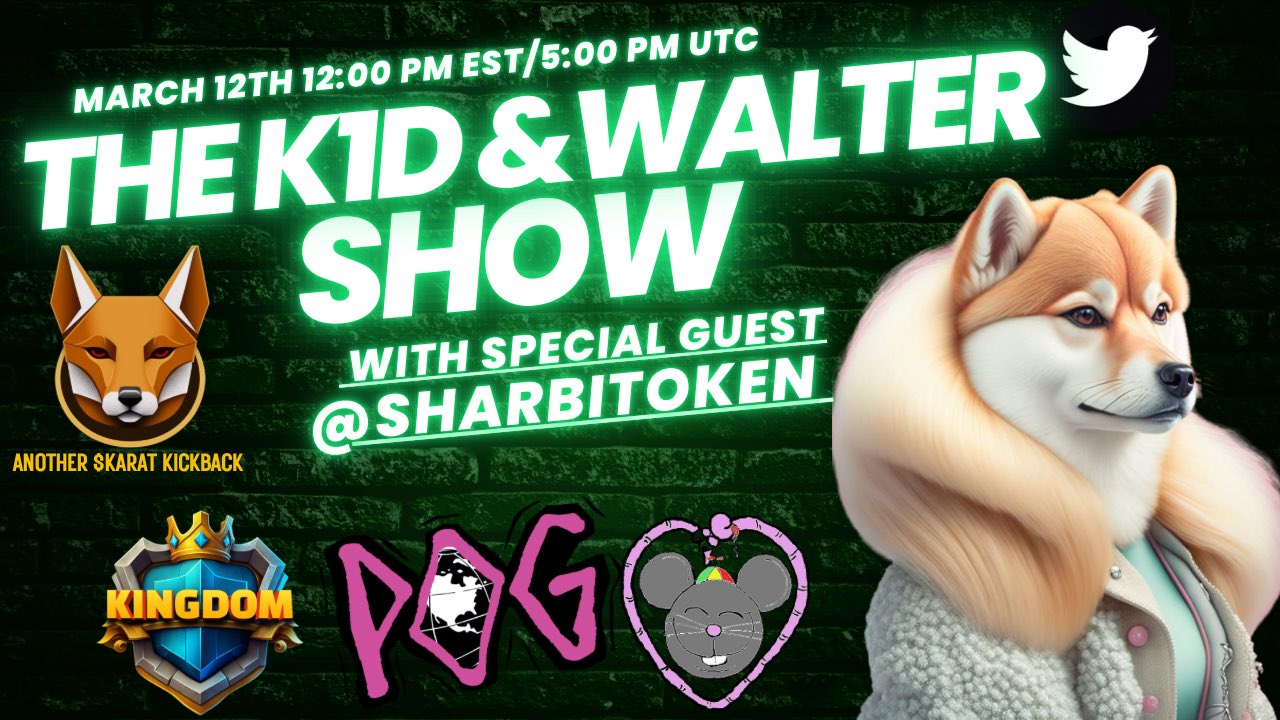 MARCH 12TH 12:00 PM EST/5:00 PM UTC
THE K1D & WALTER
SHOW
WITH SPECIAL GUEST
@SHARBITOKEN
ANOTHER $KARAT KICKBACK
KINGDOM
POG